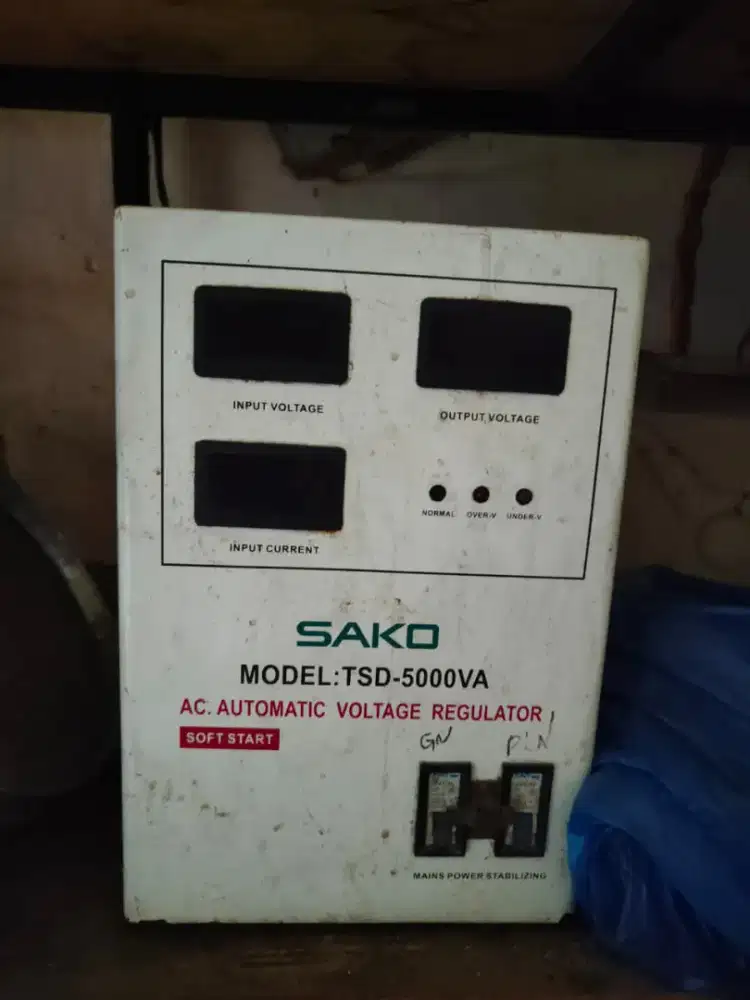 INPUT VOLTAGE
OUTPUT VOLTAGE
INPUT CURRENT
NORMAL OVER-V UNDER-V
SAKO
MODEL:TSD-5000VA
AC. AUTOMATIC VOLTAGE REGULATOR
SOFT START
MAINS POWER STABILIZING